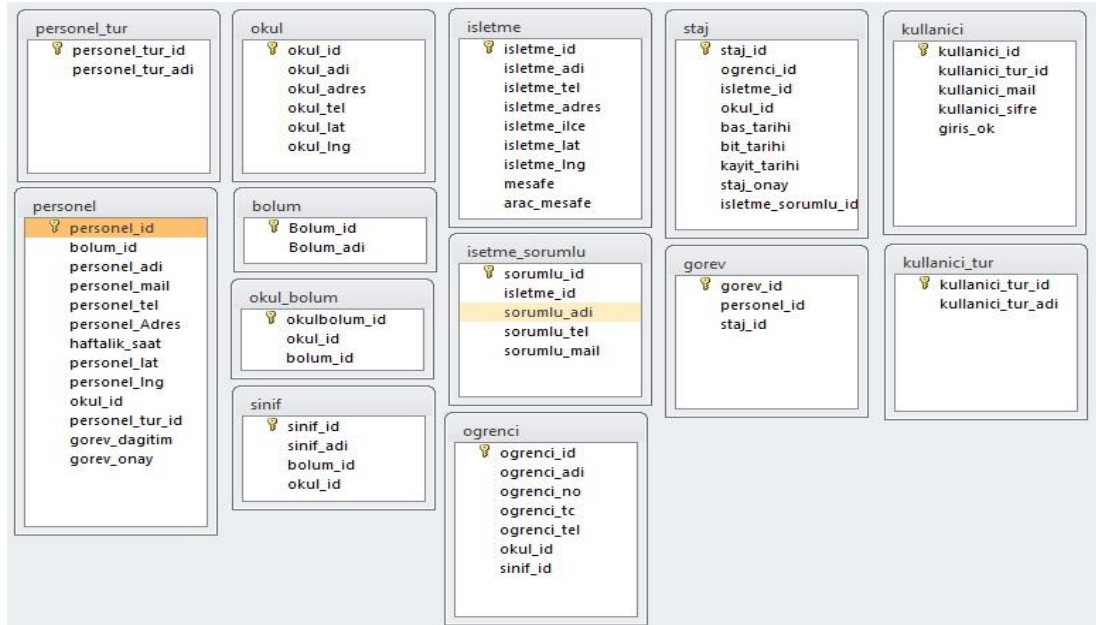 personel_tur
personel_tur_id
personel_tur_adi
okul
okul_id
okul_adi
okul_adres
okul_tel
okul_lat
okul_lng
isletme
isletme_id
isletme_adi
isletme_tel
isletme_adres
isletme_ilce
isletme_lat
isletme_lng
mesafe
arac_mesafe
staj
staj_id
ogrenci_id
isletme_id
okul_id
bas_tarihi
bit_tarihi
kayit_tarihi
staj_onay
isletme_sorumlu_id
kullanici
kullanici_id
kullanici_tur_id
kullanici_mail
kullanici_sifre
giris_ok
personel
personel_id
bolum_id
personel_adi
personel_mail
personel_tel
personel_Adres
haftalik_saat
personel_lat
personel_lng
okul_id
personel_tur_id
gorev_dagitim
gorev_onay
bolum
Bolum_id
Bolum_adi
okul_bolum
okulbolum_id
okul_id
bolum_id
sinif
sinif_id
sinif_adi
bolum_id
okul_id
isetme_sorumlu
sorumlu_id
isletme_id
sorumlu_adi
sorumlu_tel
sorumlu_mail
ogrenci
ogrenci_id
ogrenci_adi
ogrenci_no
ogrenci_tc
ogrenci_tel
okul_id
sinif_id
gorev
gorev_id
personel_id
staj_id
kullanici_tur
kullanici_tur_id
kullanici_tur_adi